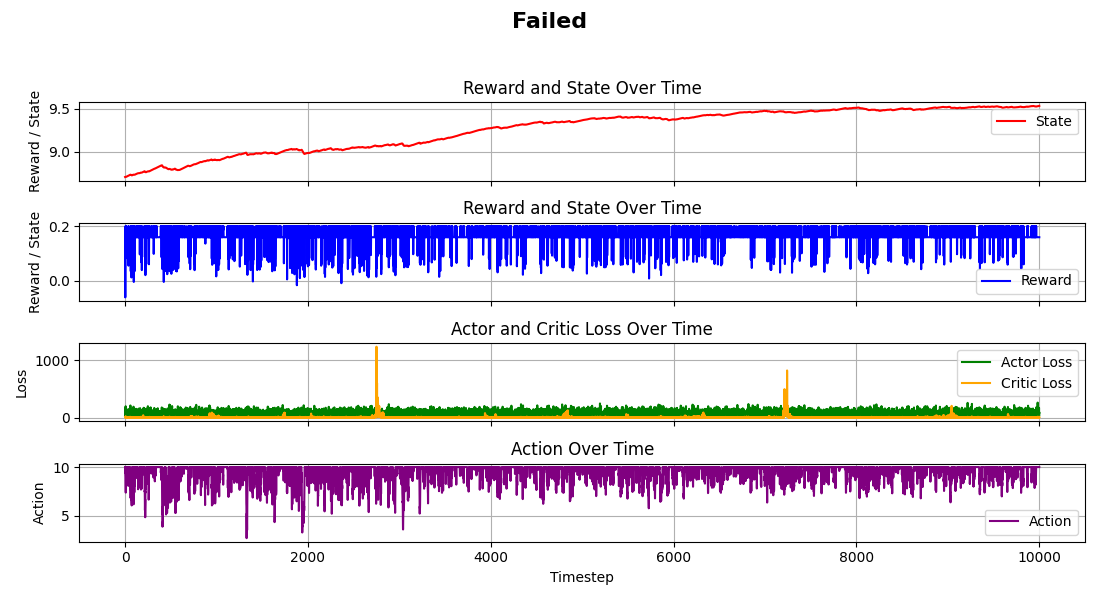 Failed
Reward and State Over Time
Reward / State
9.5
9.0
State
Reward and State Over Time
Reward / State
0.2
0.0
Reward
Actor and Critic Loss Over Time
Loss
1000
0
Actor Loss
Critic Loss
Action Over Time
Action
10
5
Action
0 2000 4000 6000 8000 10000
Timestep